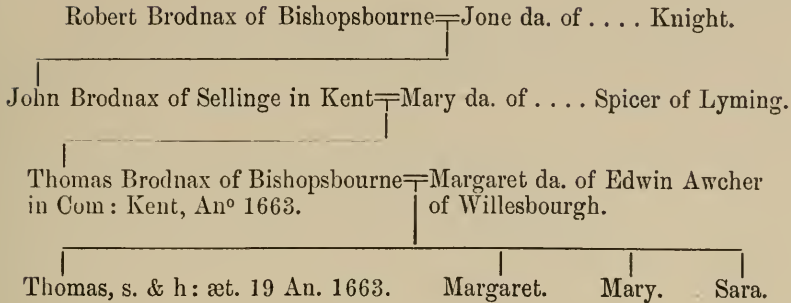 Robert Brodnax of Bishopsbourne=Jone da. of . . . . Knight.
John Brodnax of Sellinge in Kent=Mary da. of . . . . Spicer of Lyming.
Thomas Brodnax of Bishopsbourne=Margaret da. of Edwin Awcher
in Com : Kent, Anº 1663. of Willesbourgh.
Thomas, s. & h : æt. 19 An. 1663. Margaret. Mary. Sara.